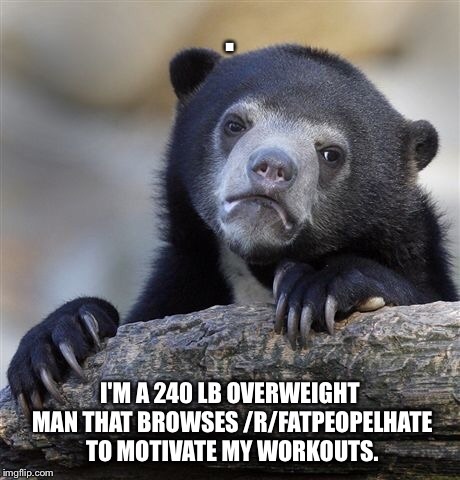 .
I'M A 240 LB OVERWEIGHT
MAN THAT BROWSES /R/FATPEOPELHATE
TO MOTIVATE MY WORKOUTS.
imgflip.com